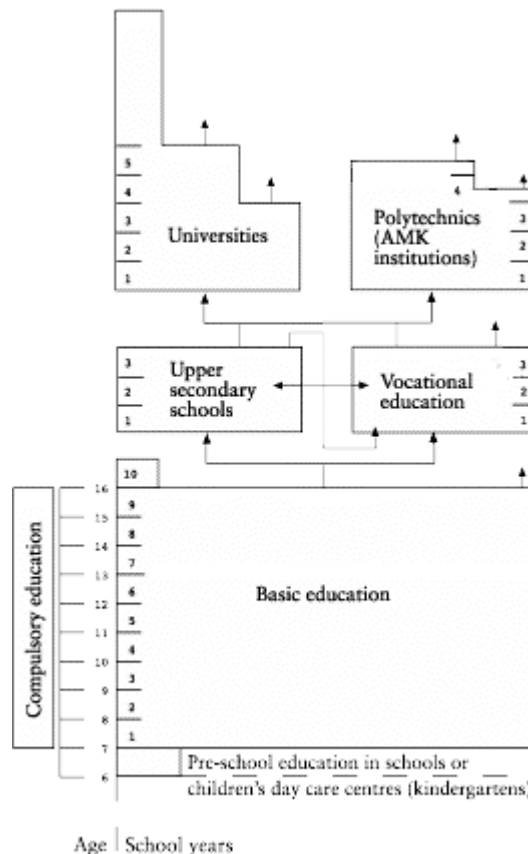 5
4
3
2
1
Universities
4
3
2
1
Polytechnics
(AMK
institutions)
3
2
1
Upper
secondary
schools
3
2
1
Vocational
education
10
9
8
7
6
5
4
3
2
1
16
15
14
13
12
11
10
9
8
7
6
Compulsory education
Basic education
Pre-school education in schools or
children's day care centres (kindergartens)
Age
School years